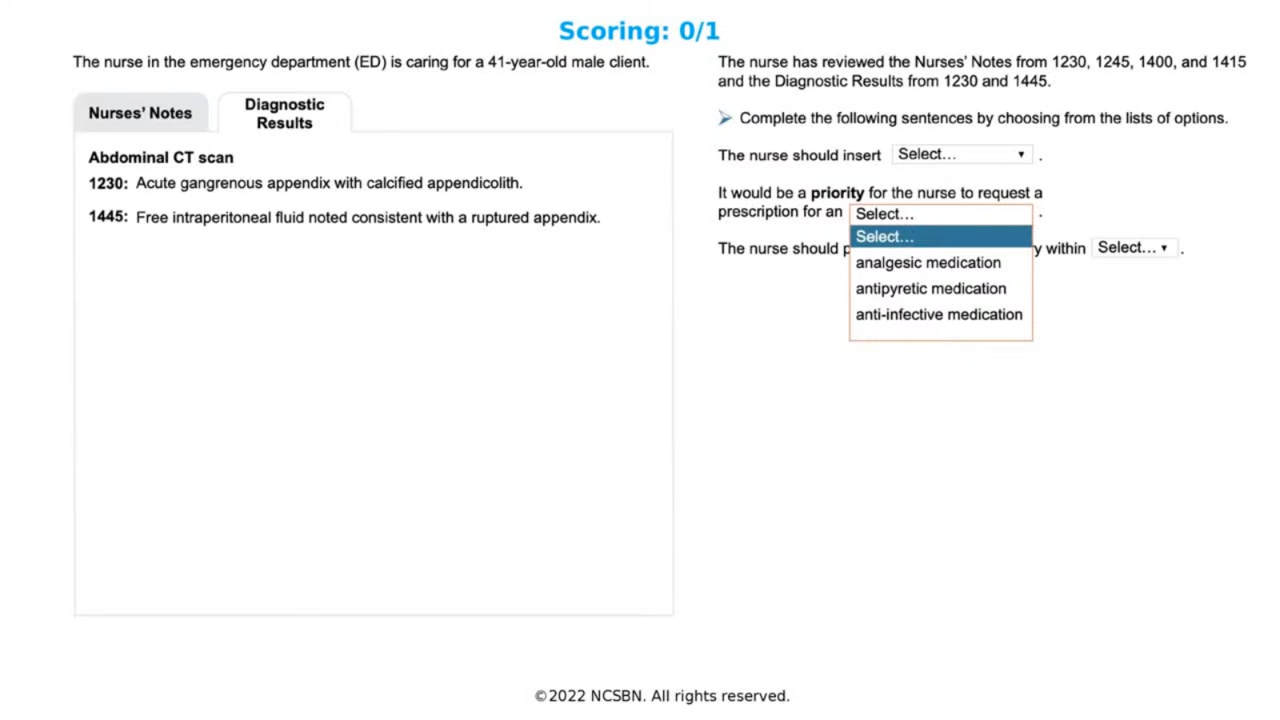 Scoring: 0/1
The nurse in the emergency department (ED) is caring for a 41-year-old male client.
Nurses' Notes
Diagnostic
Results
Abdominal CT scan
1230: Acute gangrenous appendix with calcified appendicolith.
1445: Free intraperitoneal fluid noted consistent with a ruptured appendix.
The nurse has reviewed the Nurses' Notes from 1230, 1245, 1400, and 1415
and the Diagnostic Results from 1230 and 1445.
Complete the following sentences by choosing from the lists of options.
The nurse should insert Select... .
It would be a priority for the nurse to request a
prescription for an Select... .
Select...
The nurse should p
y within Select... .
analgesic medication
antipyretic medication
anti-infective medication
©2022 NCSBN. All rights reserved.